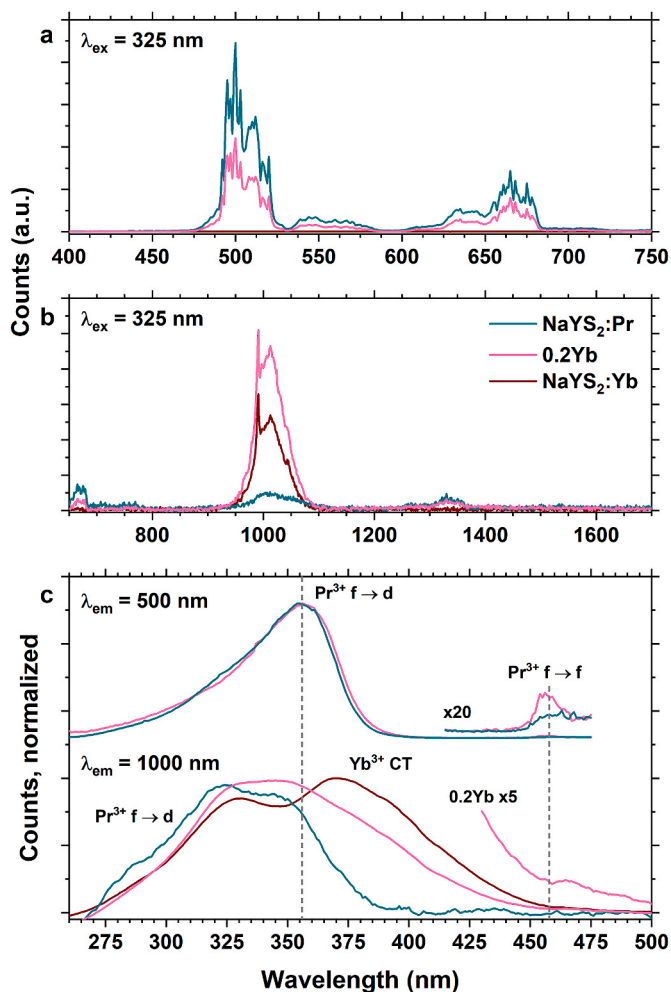 a
λex = 325 nm
400 450 500 550 600 650 700 750
Counts (a.u.)
b
λex = 325 nm
NaYS2:Pr
0.2Yb
NaYS2:Yb
800 1000 1200 1400 1600
c
λem = 500 nm
Pr3+ f → d
Pr3+ f → f
x20
λem = 1000 nm
Yb3+ CT
Pr3+ f → d
0.2Yb x5
Counts, normalized
275 300 325 350 375 400 425 450 475 500
Wavelength (nm)